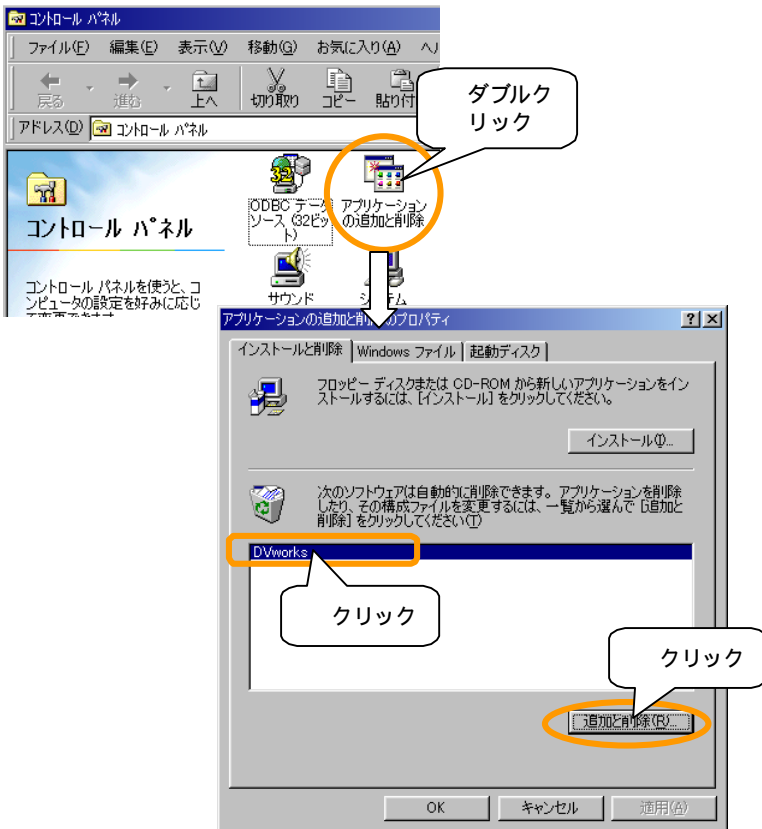 コントロール パネル
ファイル(F) 編集(E) 表示(V) 移動(G) お気に入り(A) ヘル
戻る 進む 上へ 切り取り コピー 貼り付け
アドレス(D) コントロール パネル
ダブルク
リック
コントロール パネル
コントロール パネルを使うと、コ
ンピュータの設定を好みに応じ
て変更できます
ODBC データ
ソース (32ビッ
ト)
アプリケーション
の追加と削除
サウンド
システム
アプリケーションの追加と削除のプロパティ
インストールと削除 Windows ファイル 起動ディスク
フロッピー ディスクまたは CD-ROM から新しいアプリケーションをイン
ストールするには、[インストール] をクリックしてください。
インストール(I)...
次のソフトウェアは自動的に削除できます。 アプリケーションを削除
したり、その構成ファイルを変更するには、一覧から選んで [追加と
削除] をクリックしてください(T)
DVworks
クリック
クリック
追加と削除(R)...
OK キャンセル 適用(A)